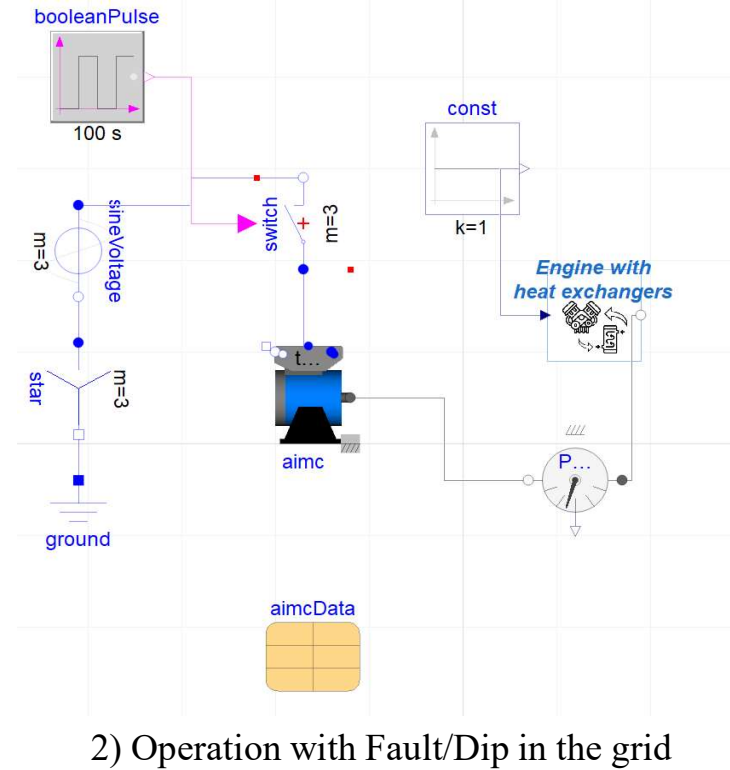 booleanPulse
100 s
const
k=1
sineVoltage
m=3
switch
m=3
Engine with
heat exchangers
star
m=3
t...
aimc
P...
ground
aimcData
2) Operation with Fault/Dip in the grid